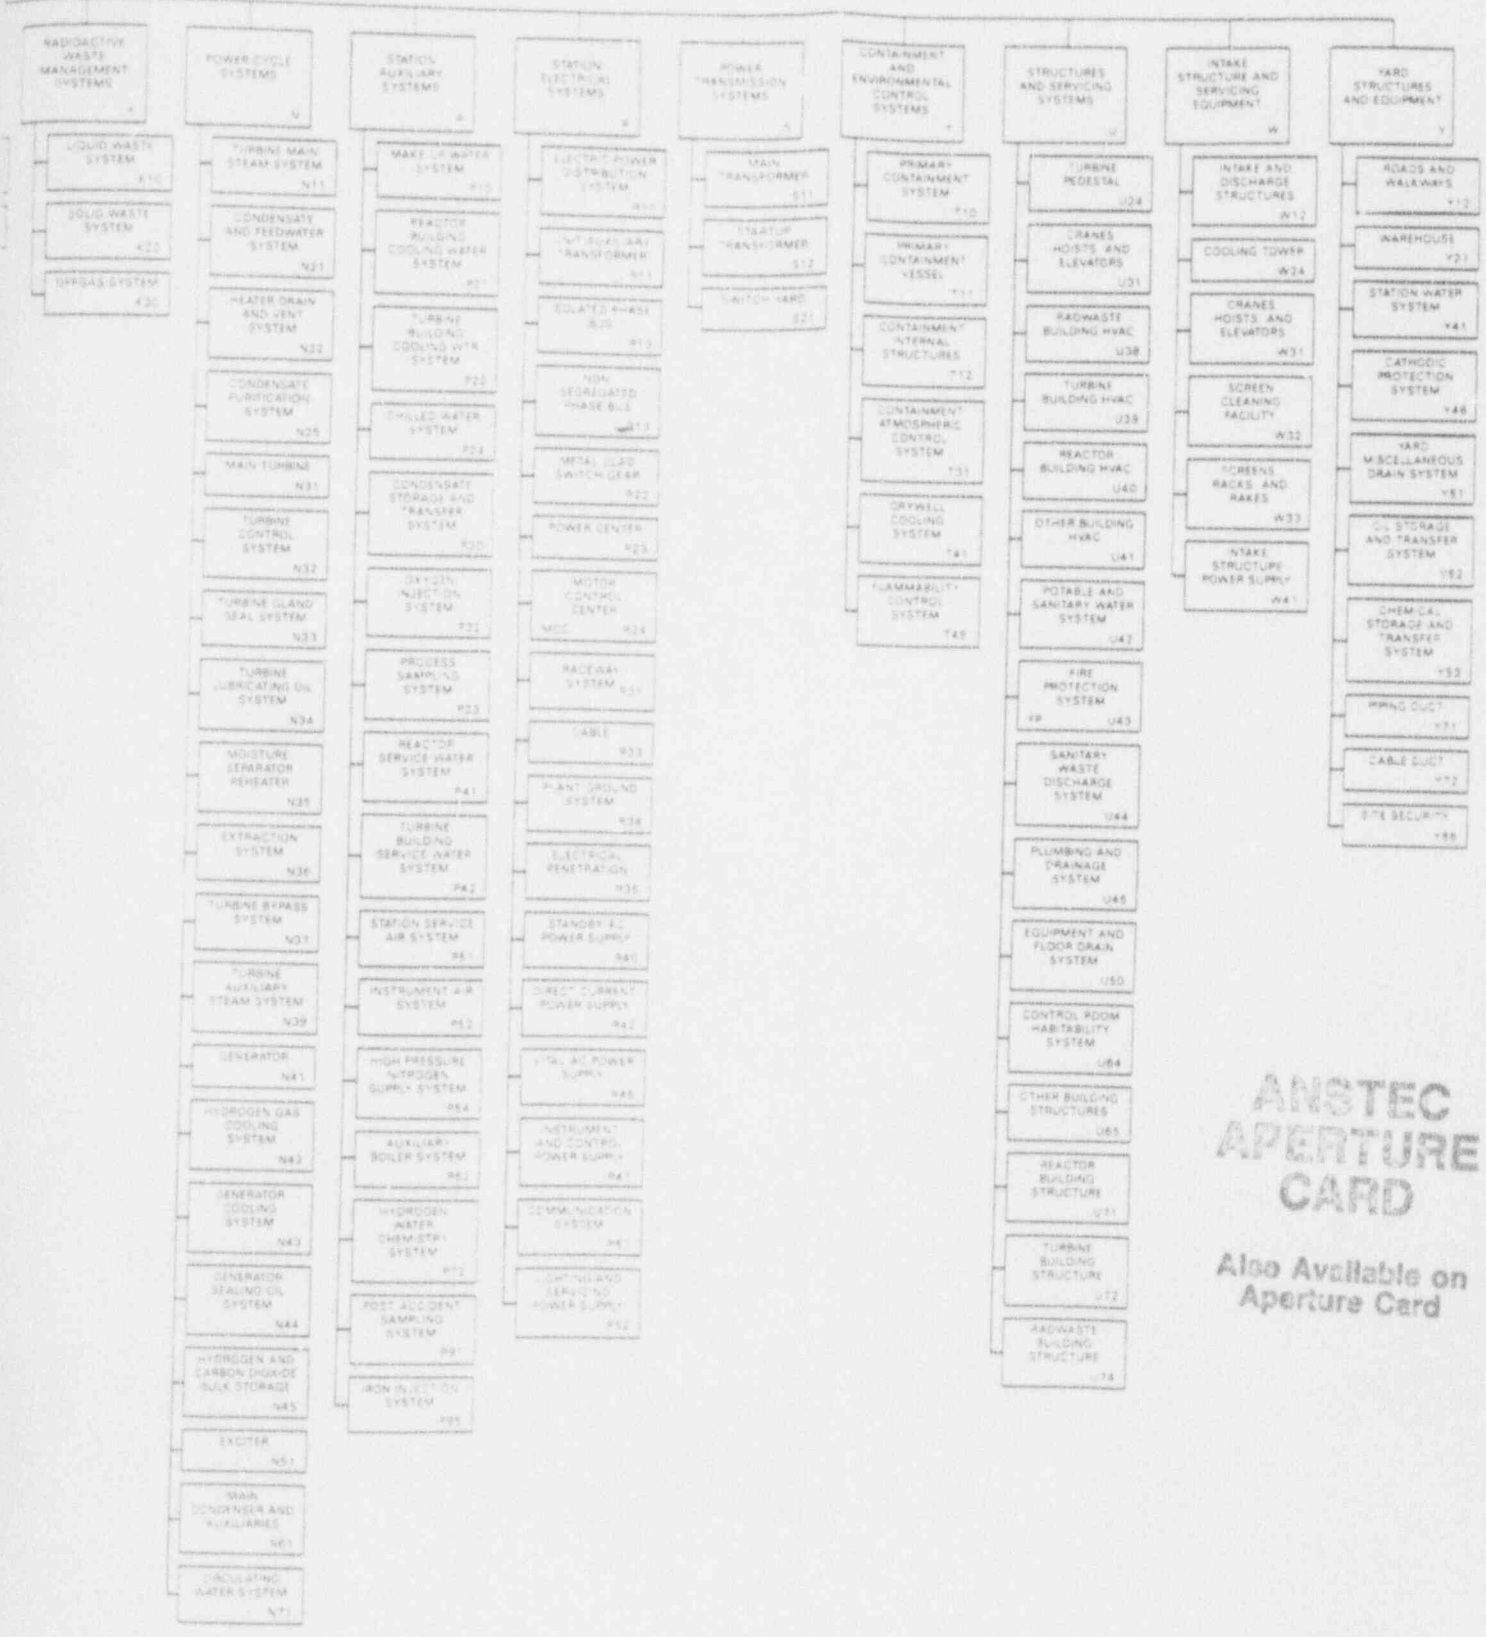 RADIOACTIVE
WASTE
MANAGEMENT
SYSTEMS
LIQUID WASTE
SYSTEM
SOLID WASTE
SYSTEM
K20
OFFGAS SYSTEM
POWER CYCLE
SYSTEMS
N
TURBINE MAIN
STEAM SYSTEM
N11
CONDENSATE
AND FEEDWATER
SYSTEM
N21
HEATER DRAIN
AND VENT
SYSTEM
N22
CONDENSATE
PURIFICATION
SYSTEM
N25
MAIN TURBINE
N31
TURBINE
CONTROL
SYSTEM
N32
TURBINE GLAND
SEAL SYSTEM
N33
TURBINE
LUBRICATING OIL
SYSTEM
N34
MOISTURE
SEPARATOR
REHEATER
N35
EXTRACTION
SYSTEM
N36
TURBINE BYPASS
SYSTEM
N37
TURBINE
AUXILIARY
STEAM SYSTEM
N39
GENERATOR
N41
HYDROGEN GAS
COOLING
SYSTEM
N42
GENERATOR
COOLING
SYSTEM
N43
GENERATOR
SEALING OIL
SYSTEM
N44
HYDROGEN AND
CARBON DIOXIDE
BULK STORAGE
N45
EXCITER
N51
MAIN
CONDENSER AND
AUXILIARIES
N61
CIRCULATING
WATER SYSTEM
N71
STATION
AUXILIARY
SYSTEMS
MAKE UP WATER
SYSTEM
REACTOR
BUILDING
COOLING WATER
SYSTEM
P21
TURBINE
BUILDING
COOLING WTR
SYSTEM
P22
CHILLED WATER
SYSTEM
P24
CONDENSATE
STORAGE AND
TRANSFER
SYSTEM
OXYGEN
INJECTION
SYSTEM
PROCESS
SAMPLING
SYSTEM
P33
REACTOR
SERVICE WATER
SYSTEM
P41
TURBINE
BUILDING
SERVICE WATER
SYSTEM
P42
STATION SERVICE
AIR SYSTEM
P51
INSTRUMENT AIR
SYSTEM
P52
HIGH PRESSURE
NITROGEN
SUPPLY SYSTEM
P54
AUXILIARY
BOILER SYSTEM
P62
HYDROGEN
WATER
CHEMISTRY
SYSTEM
P73
POST ACCIDENT
SAMPLING
SYSTEM
P91
IRON INJECTION
SYSTEM
P95
STATION
ELECTRICAL
SYSTEMS
R
ELECTRIC POWER
DISTRIBUTION
SYSTEM
R10
UNIT AUXILIARY
TRANSFORMER
R11
ISOLATED PHASE
BUS
R13
NON
SEGREGATED
PHASE BUS
R13
METAL CLAD
SWITCH GEAR
R22
POWER CENTER
R23
MOTOR
CONTROL
CENTER
MCC R24
RACEWAY
SYSTEM
R31
CABLE
R33
PLANT GROUND
SYSTEM
R34
ELECTRICAL
PENETRATION
R35
STANDBY AC
POWER SUPPLY
R40
DIRECT CURRENT
POWER SUPPLY
R42
VITAL AC POWER
SUPPLY
R46
INSTRUMENT
AND CONTROL
POWER SUPPLY
R47
COMMUNICATION
SYSTEM
R51
LIGHTING AND
SERVICING
POWER SUPPLY
R52
POWER
TRANSMISSION
SYSTEMS
S
MAIN
TRANSFORMER
S11
STARTUP
TRANSFORMER
S12
SWITCH YARD
S21
CONTAINMENT
AND
ENVIRONMENTAL
CONTROL
SYSTEMS
T
PRIMARY
CONTAINMENT
SYSTEM
T10
PRIMARY
CONTAINMENT
VESSEL
T11
CONTAINMENT
INTERNAL
STRUCTURES
T12
CONTAINMENT
ATMOSPHERIC
CONTROL
SYSTEM
T31
DRYWELL
COOLING
SYSTEM
T41
FLAMMABILITY
CONTROL
SYSTEM
T49
STRUCTURES
AND SERVICING
SYSTEMS
U
TURBINE
PEDESTAL
U24
CRANES
HOISTS AND
ELEVATORS
U31
RADWASTE
BUILDING HVAC
U38
TURBINE
BUILDING HVAC
U39
REACTOR
BUILDING HVAC
U40
OTHER BUILDING
HVAC
U41
POTABLE AND
SANITARY WATER
SYSTEM
U42
FIRE
PROTECTION
SYSTEM
YP U43
SANITARY
WASTE
DISCHARGE
SYSTEM
U44
PLUMBING AND
DRAINAGE
SYSTEM
U46
EQUIPMENT AND
FLOOR DRAIN
SYSTEM
U50
CONTROL ROOM
HABITABILITY
SYSTEM
U64
OTHER BUILDING
STRUCTURES
U65
REACTOR
BUILDING
STRUCTURE
U71
TURBINE
BUILDING
STRUCTURE
U72
RADWASTE
BUILDING
STRUCTURE
U74
INTAKE
STRUCTURE AND
SERVICING
EQUIPMENT
W
INTAKE AND
DISCHARGE
STRUCTURES
W12
COOLING TOWER
W24
CRANES
HOISTS AND
ELEVATORS
W31
SCREEN
CLEANING
FACILITY
W32
SCREENS
RACKS AND
RAKES
W33
INTAKE
STRUCTURE
POWER SUPPLY
W41
YARD
STRUCTURES
AND EQUIPMENT
Y
ROADS AND
WALKWAYS
Y12
WAREHOUSE
Y21
STATION WATER
SYSTEM
Y41
CATHODIC
PROTECTION
SYSTEM
Y48
YARD
MISCELLANEOUS
DRAIN SYSTEM
Y51
OIL STORAGE
AND TRANSFER
SYSTEM
Y52
CHEMICAL
STORAGE AND
TRANSFER
SYSTEM
Y53
PIPING DUCT
Y71
CABLE DUCT
Y72
SITE SECURITY
Y86
ANSTEC
APERTURE
CARD
Also Available on
Aperture Card